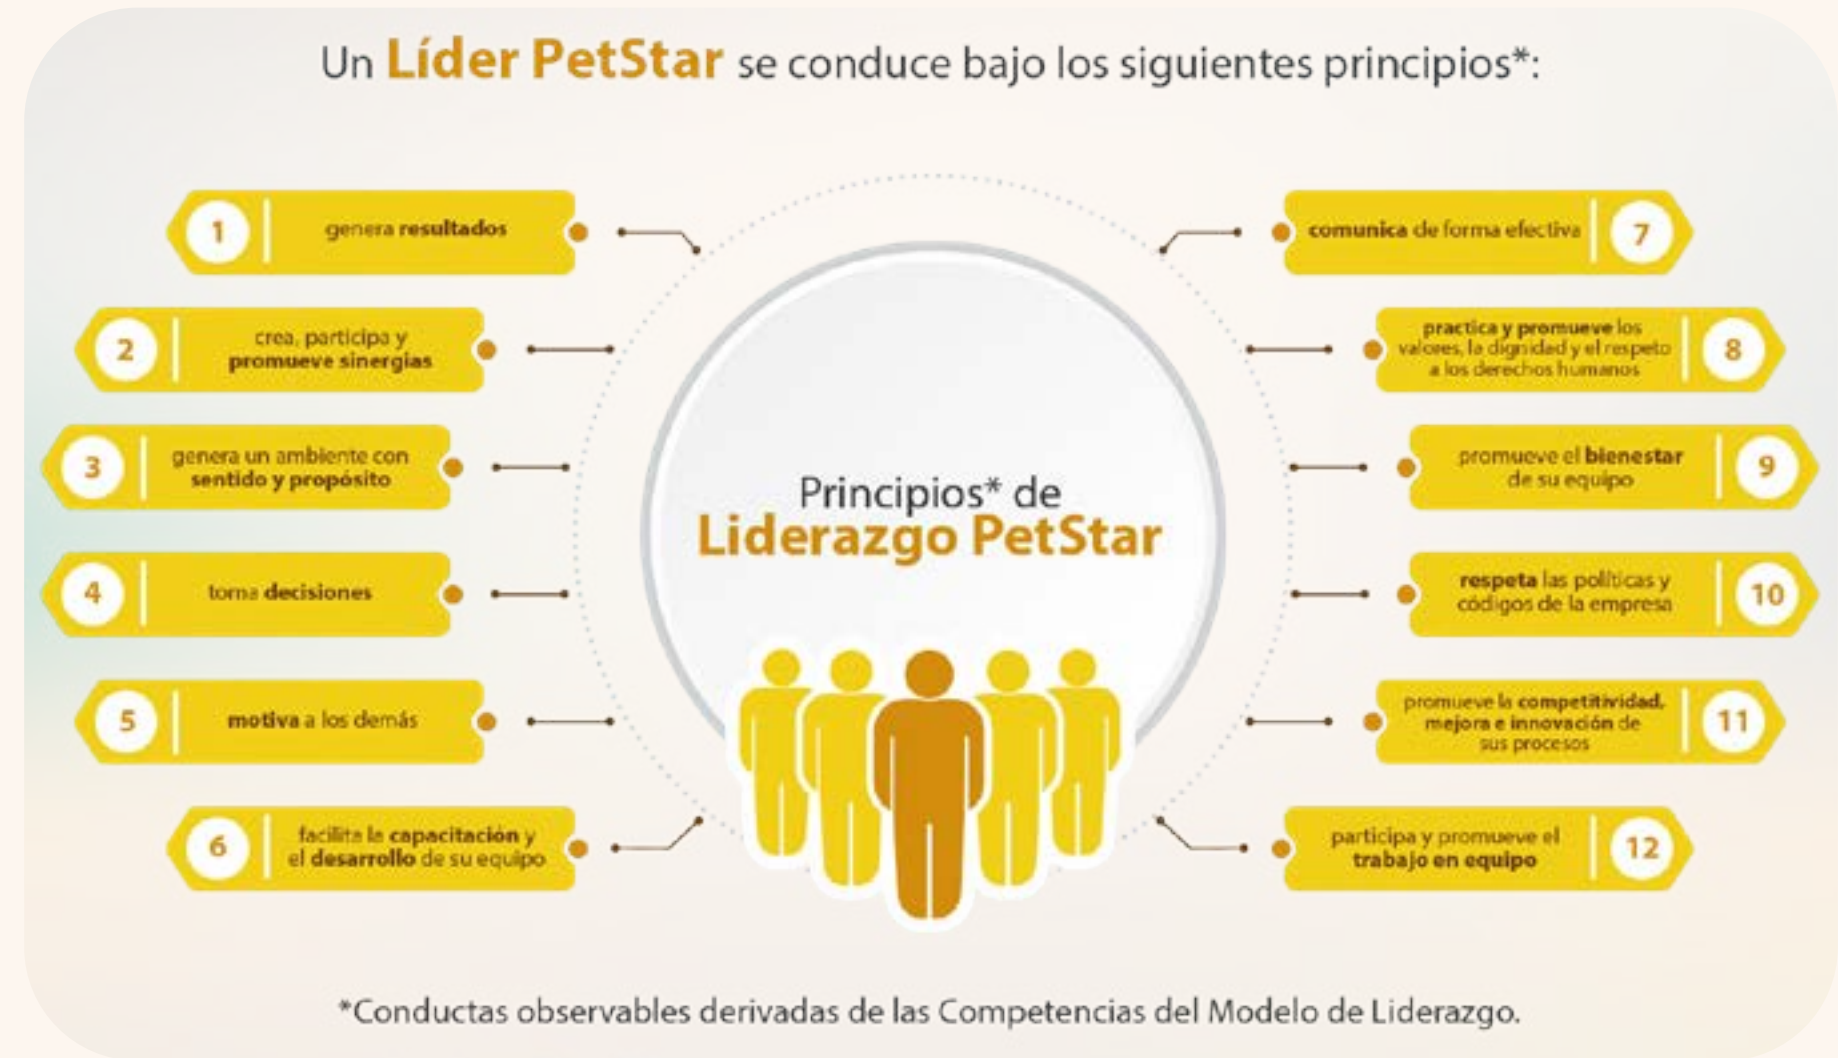 Un Líder PetStar se conduce bajo los siguientes principios*:
1
genera resultados
2
crea, participa y
promueve sinergias
3
genera un ambiente con
sentido y propósito
4
toma decisiones
5
motiva a los demás
6
facilita la capacitación y
el desarrollo de su equipo
Principios* de
Liderazgo PetStar
comunica de forma efectiva
7
practica y promueve los
valores, la dignidad y el respeto
a los derechos humanos
8
promueve el bienestar
de su equipo
9
respeta las políticas y
códigos de la empresa
10
promueve la competitividad,
mejora e innovación de
sus procesos
11
participa y promueve el
trabajo en equipo
12
*Conductas observables derivadas de las Competencias del Modelo de Liderazgo.